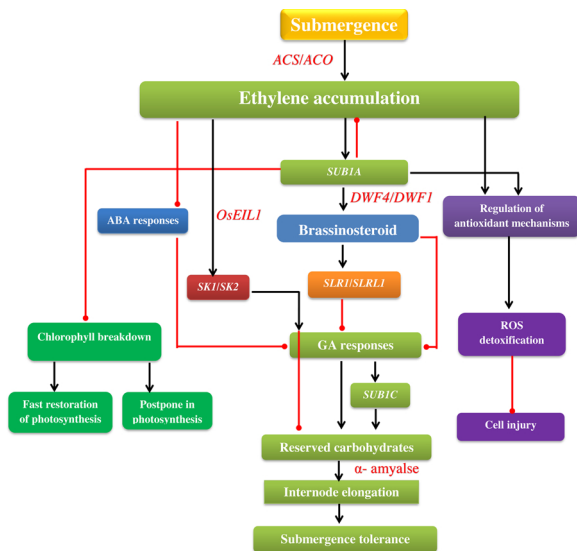 Submergence
ACS/ACO
Ethylene accumulation
SUB1A
DWF4/DWF1
ABA responses
OsEIL1
Brassinosteroid
Regulation of
antioxidant mechanisms
SK1/SK2
SLR1/SLRL1
Chlorophyll breakdown
GA responses
ROS
detoxification
Fast restoration
of photosynthesis
Postpone in
photosynthesis
SUB1C
Cell injury
Reserved carbohydrates
α- amyalse
Internode elongation
Submergence tolerance